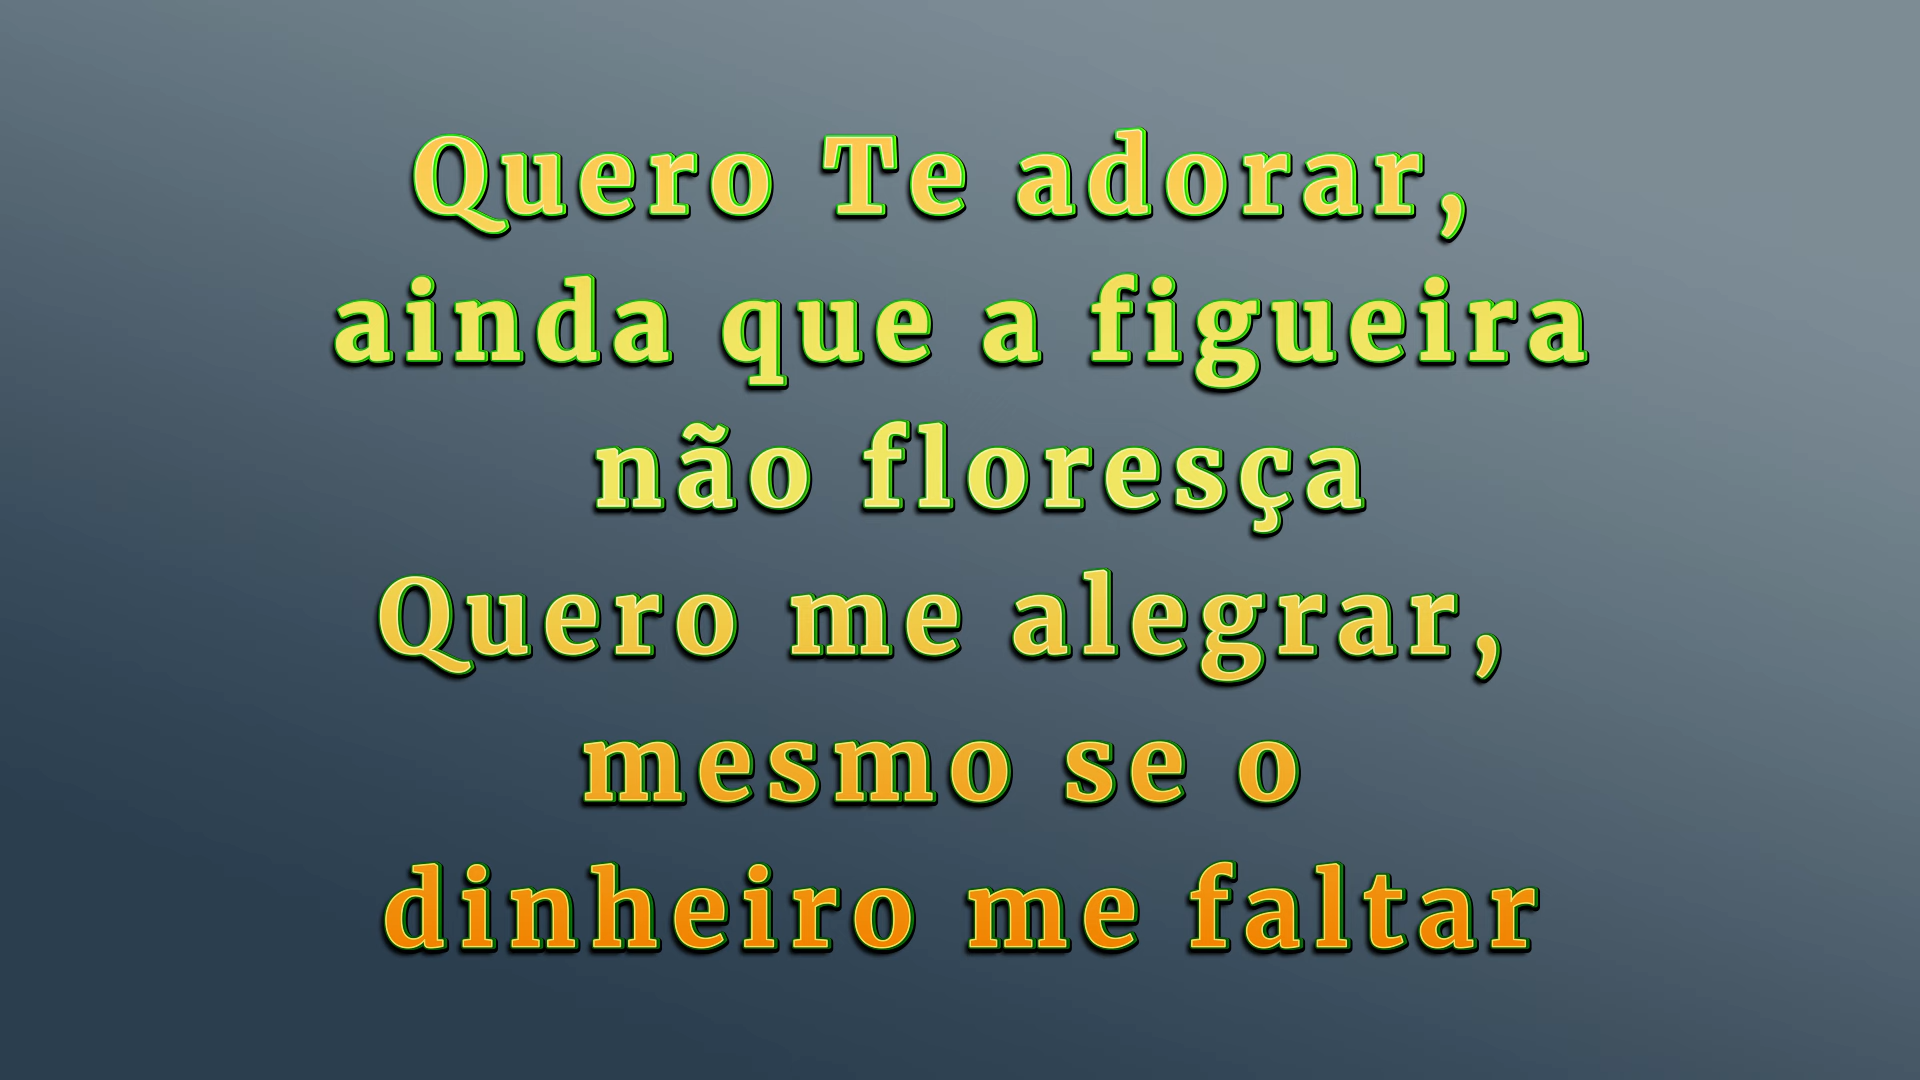 Quero Te adorar,
ainda que a figueira
não floresça
Quero me alegrar,
mesmo se o
dinheiro me faltar